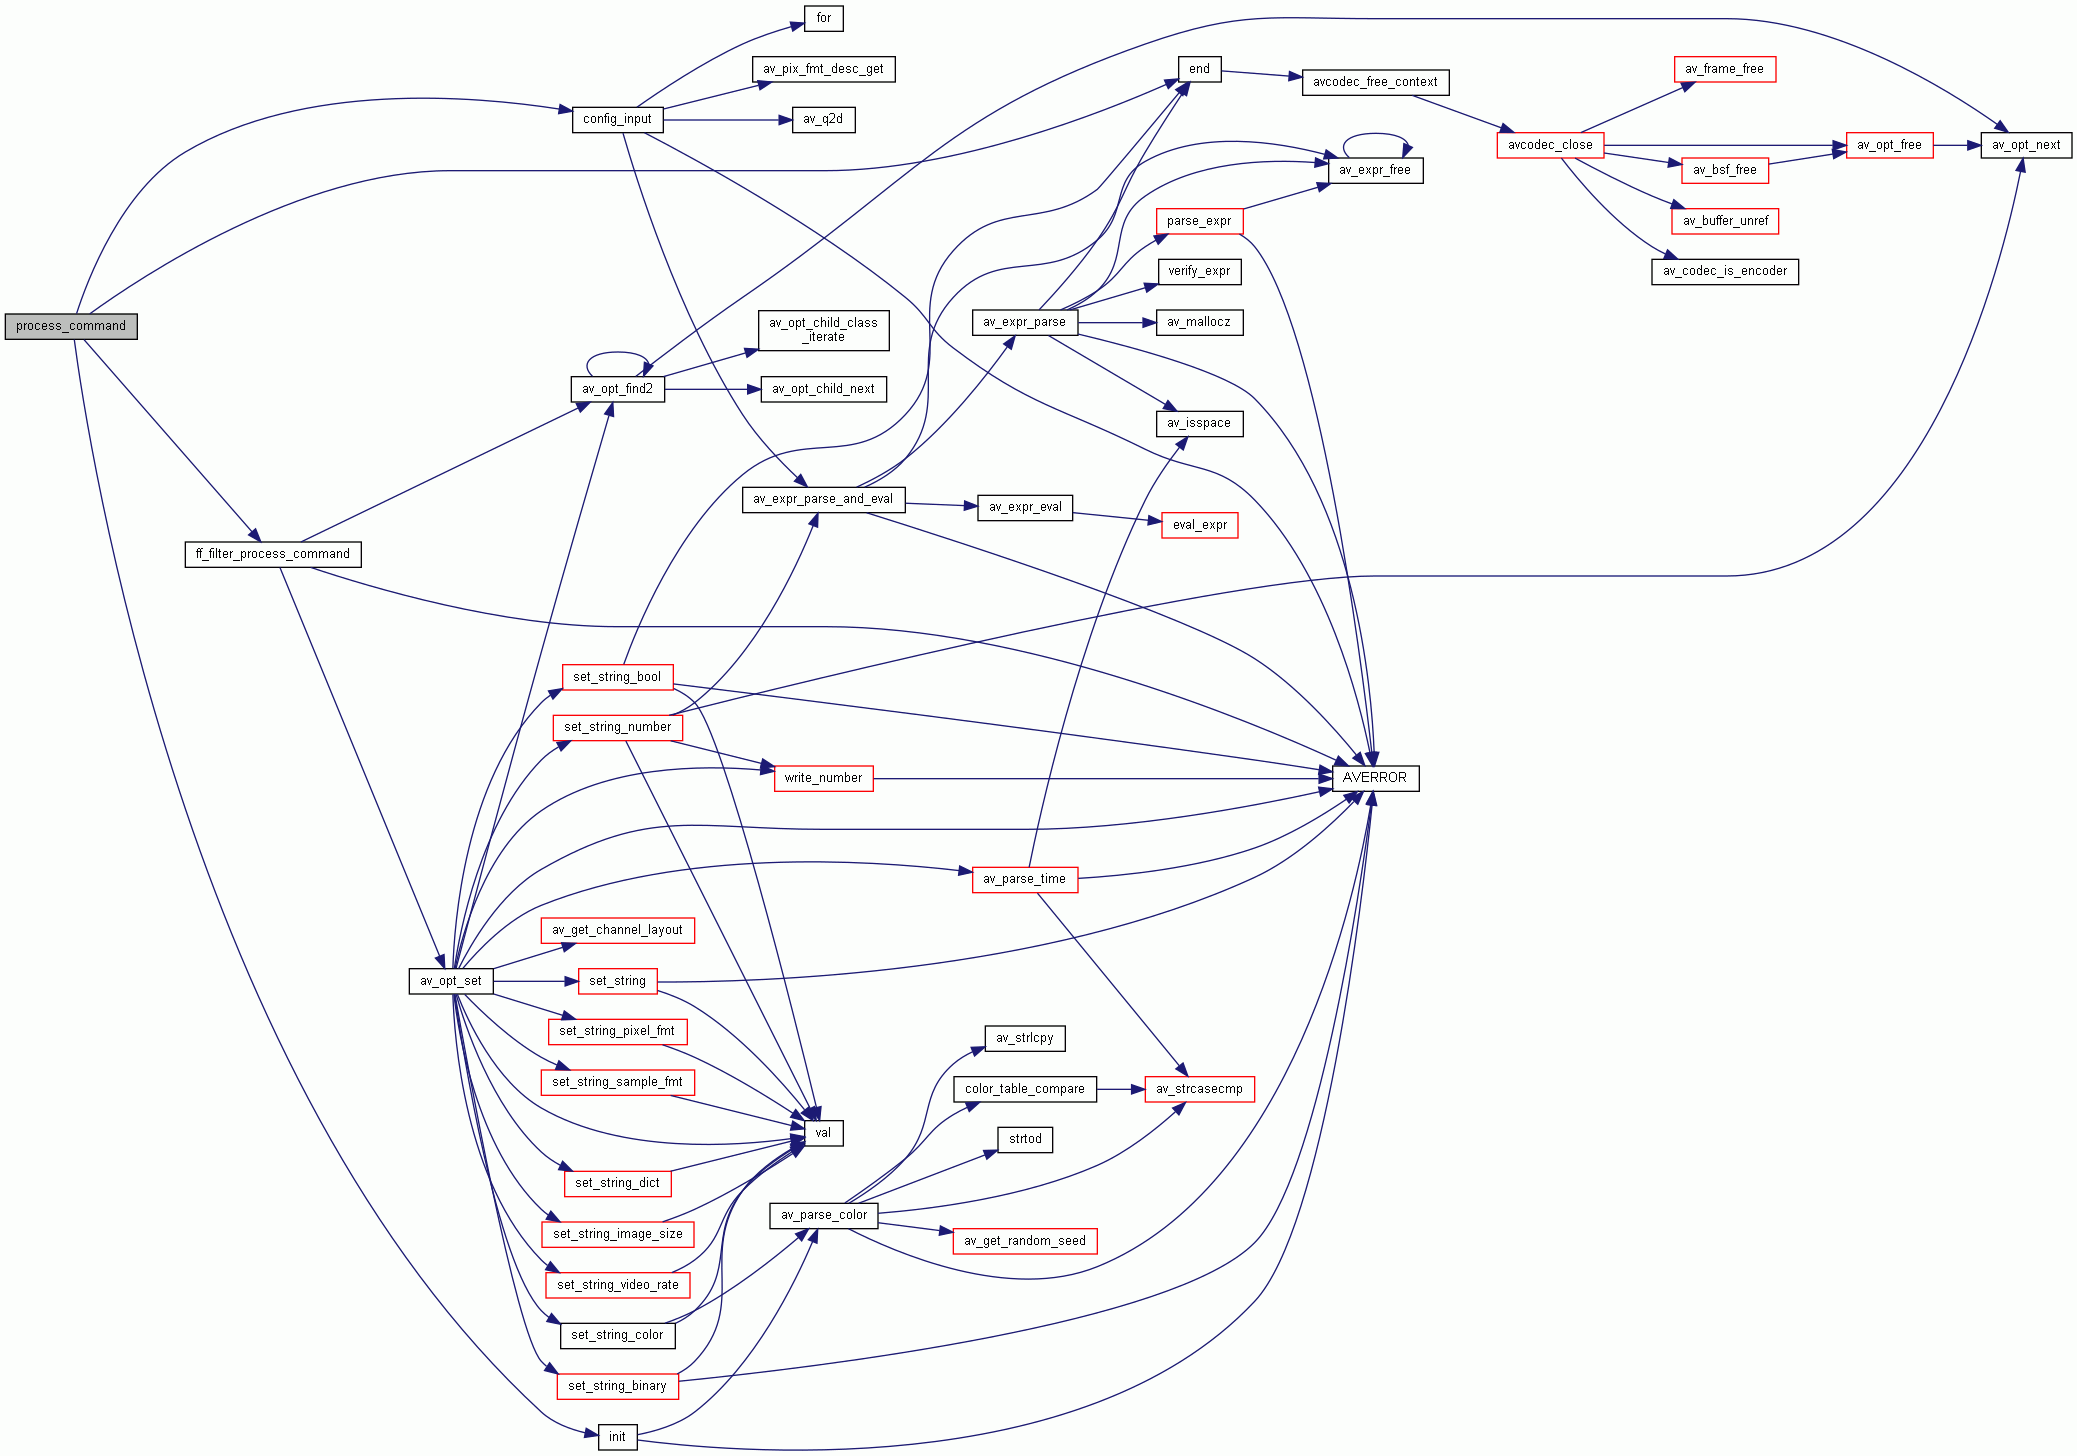 process_command
config_input
for
av_pix_fmt_desc_get
av_q2d
end
avcodec_free_context
avcodec_close
av_frame_free
av_opt_free
av_opt_next
av_bsf_free
av_buffer_unref
av_codec_is_encoder
av_expr_free
parse_expr
verify_expr
av_expr_parse
av_mallocz
av_isspace
av_opt_child_class
_iterate
av_opt_find2
av_opt_child_next
av_expr_parse_and_eval
av_expr_eval
eval_expr
ff_filter_process_command
set_string_bool
set_string_number
write_number
AVERROR
av_parse_time
av_get_channel_layout
av_opt_set
set_string
set_string_pixel_fmt
set_string_sample_fmt
val
set_string_dict
set_string_image_size
set_string_video_rate
set_string_color
set_string_binary
init
av_strlcpy
color_table_compare
av_strcasecmp
strtod
av_parse_color
av_get_random_seed